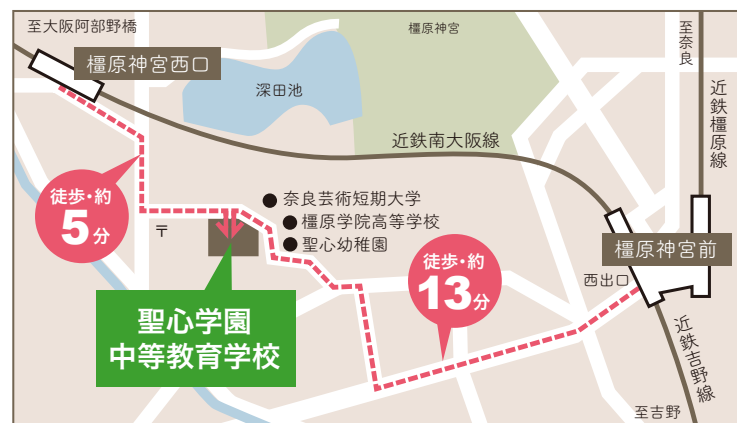 至大阪阿部野橋
橿原神宮西口
橿原神宮
至奈良
近鉄橿原線
深田池
近鉄南大阪線
徒歩・約
5分
〒
奈良芸術短期大学
橿原学院高等学校
聖心幼稚園
橿原神宮前
西出口
徒歩・約
13分
聖心学園
中等教育学校
近鉄吉野線
至吉野